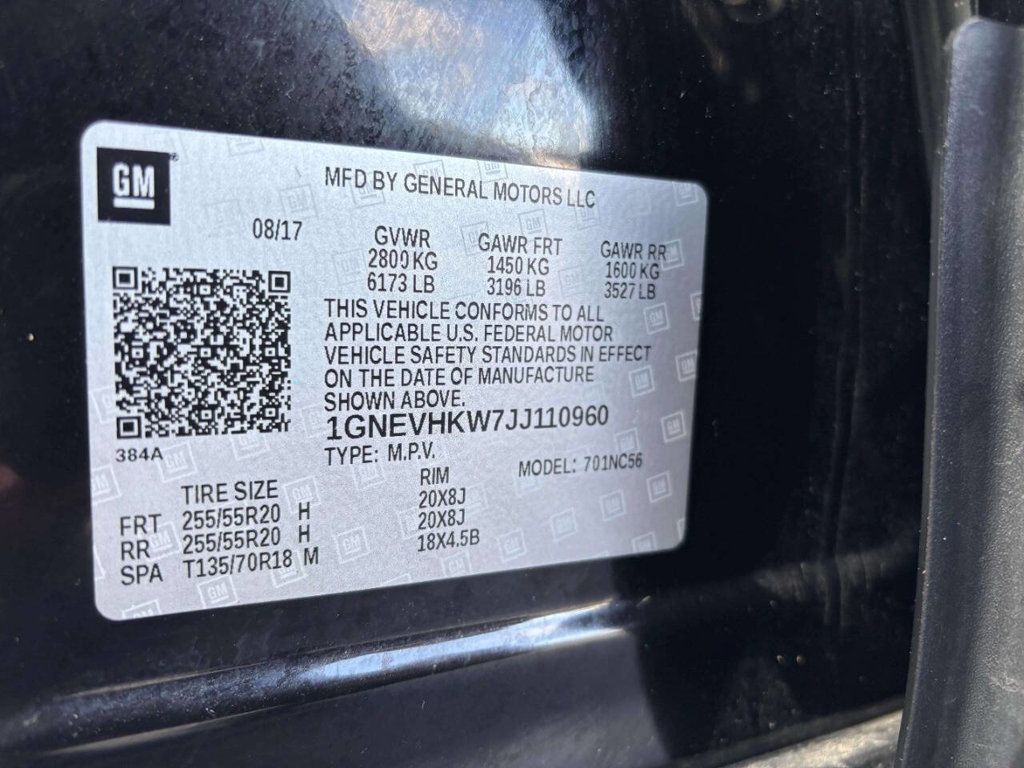 GM
MFD BY GENERAL MOTORS LLC
08/17
GVWR GAWR FRT GAWR RR
2800 KG 1450 KG 1600 KG
6173 LB 3196 LB 3527 LB
THIS VEHICLE CONFORMS TO ALL
APPLICABLE U.S. FEDERAL MOTOR
VEHICLE SAFETY STANDARDS IN EFFECT
ON THE DATE OF MANUFACTURE
SHOWN ABOVE.
1GNEVHKW7JJ110960
384A
TYPE: M.P.V. MODEL: 701NC56
TIRE SIZE RIM
FRT 255/55R20 H 20X8J
RR 255/55R20 H 20X8J
SPA T135/70R18 M 18X4.5B